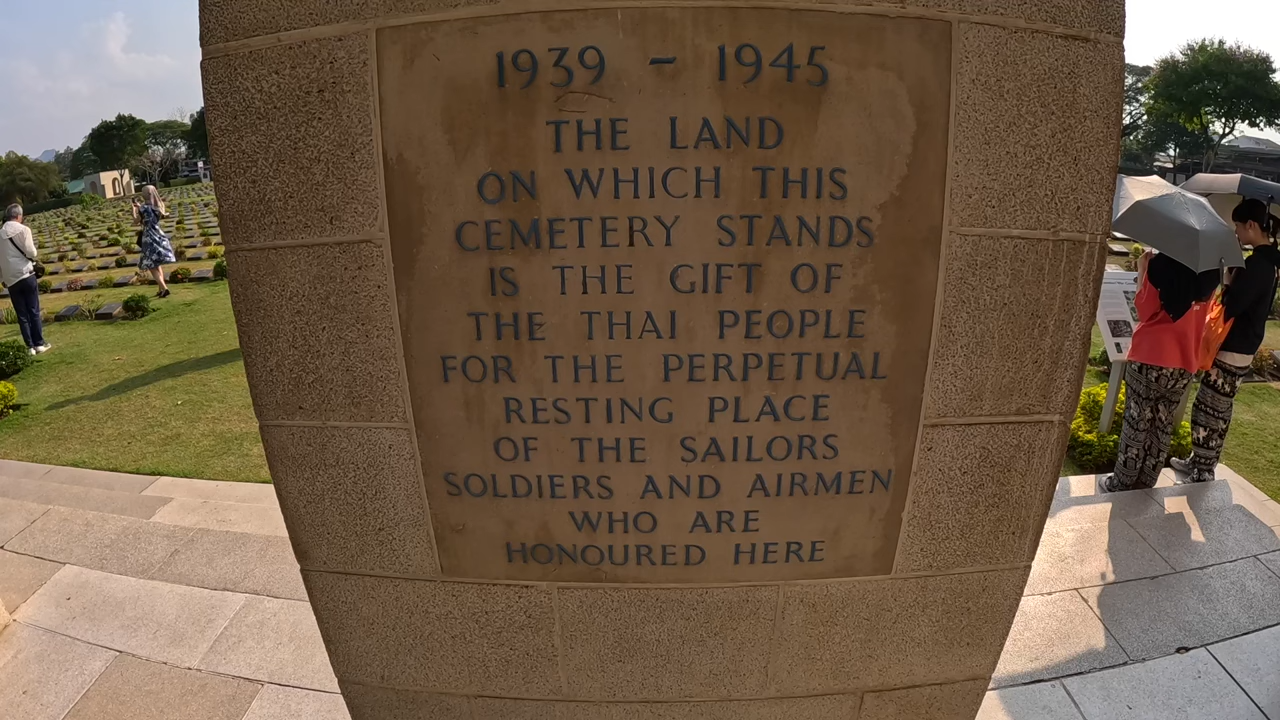 1939 - 1945
THE LAND
ON WHICH THIS
CEMETERY STANDS
IS THE GIFT OF
THE THAI PEOPLE
FOR THE PERPETUAL
RESTING PLACE
OF THE SAILORS
SOLDIERS AND AIRMEN
WHO ARE
HONOURED HERE